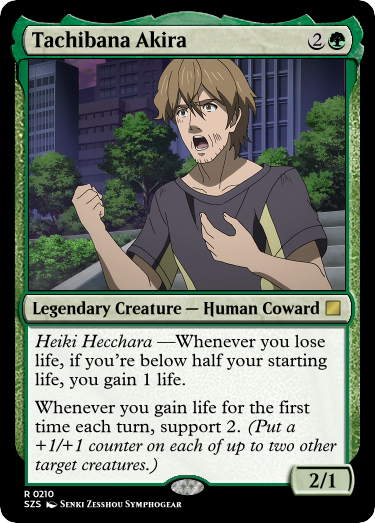 Tachibana Akira 2
Legendary Creature — Human Coward
Heiki Hecchara —Whenever you lose
life, if you're below half your starting
life, you gain 1 life.
Whenever you gain life for the first
time each turn, support 2. (Put a
+1/+1 counter on each of up to two other
target creatures.)
2/1
R 0210
SZS Senki Zesshou Symphogear